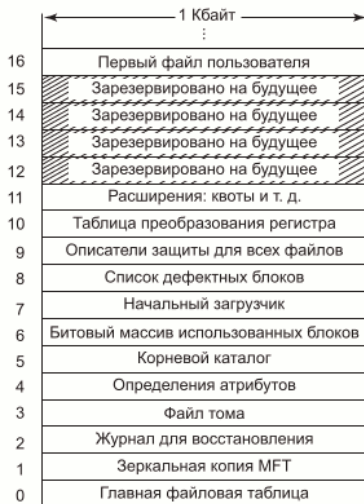 1 Кбайт
⋮
16 Первый файл пользователя
15 Зарезервировано на будущее
14 Зарезервировано на будущее
13 Зарезервировано на будущее
12 Зарезервировано на будущее
11 Расширения: квоты и т. д.
10 Таблица преобразования регистра
9 Описатели защиты для всех файлов
8 Список дефектных блоков
7 Начальный загрузчик
6 Битовый массив использованных блоков
5 Корневой каталог
4 Определения атрибутов
3 Файл тома
2 Журнал для восстановления
1 Зеркальная копия MFT
0 Главная файловая таблица